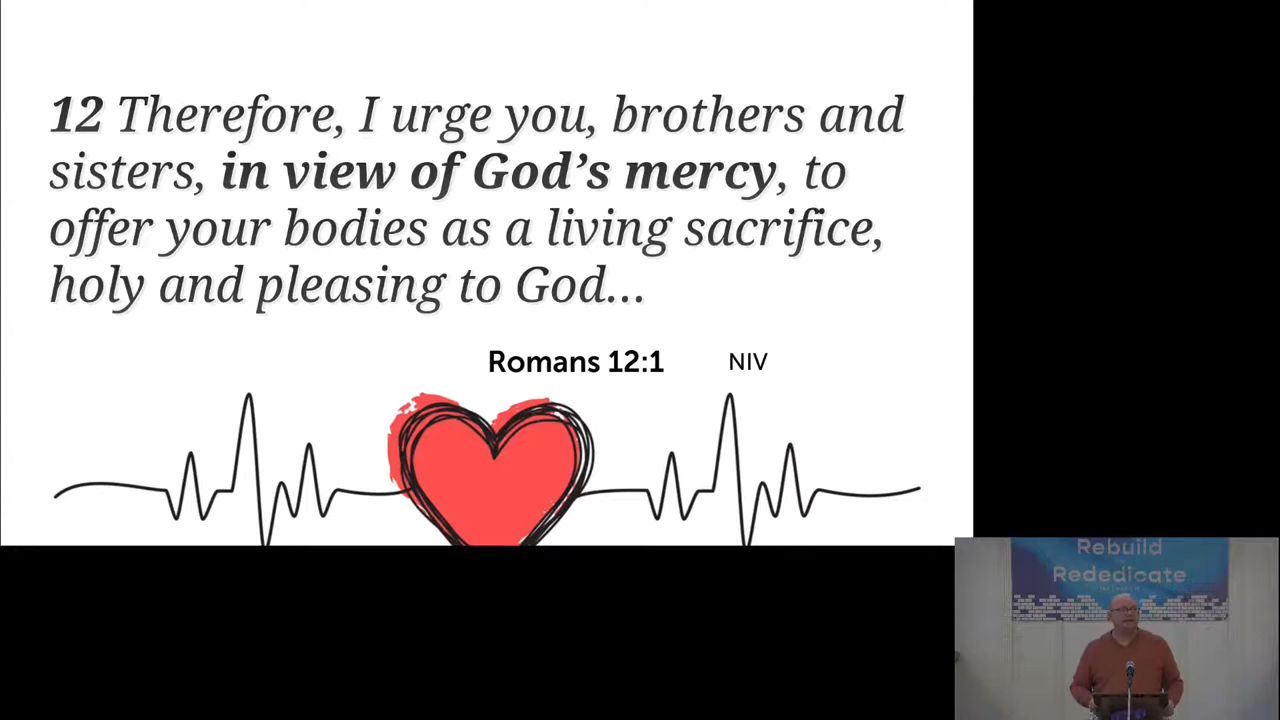 12 Therefore, I urge you, brothers and
sisters, in view of God’s mercy, to
offer your bodies as a living sacrifice,
holy and pleasing to God…
Romans 12:1 NIV
Rebuild
Rededicate